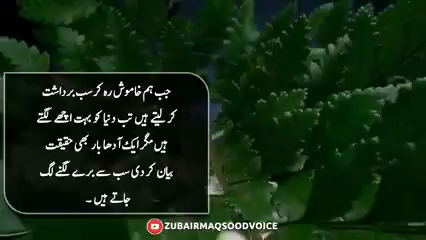 جب ہم خاموش رہ کر سب برداشت
کر لیتے ہیں تب دنیا کو بہت اچھے لگتے
ہیں مگر ایک آدھا بار بھی حقیقت
بیان کر دی سب سے برے لگنے لگ
جاتے ہیں ۔
ZUBAIRMAQSOODVOICE